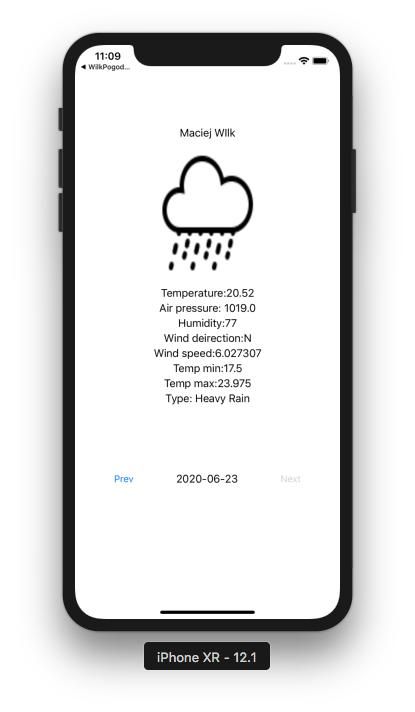 11:09
◀ WilkPogod...
Maciej WIlk
Temperature:20.52
Air pressure: 1019.0
Humidity:77
Wind deirection:N
Wind speed:6.027307
Temp min:17.5
Temp max:23.975
Type: Heavy Rain
Prev 2020-06-23 Next
iPhone XR - 12.1